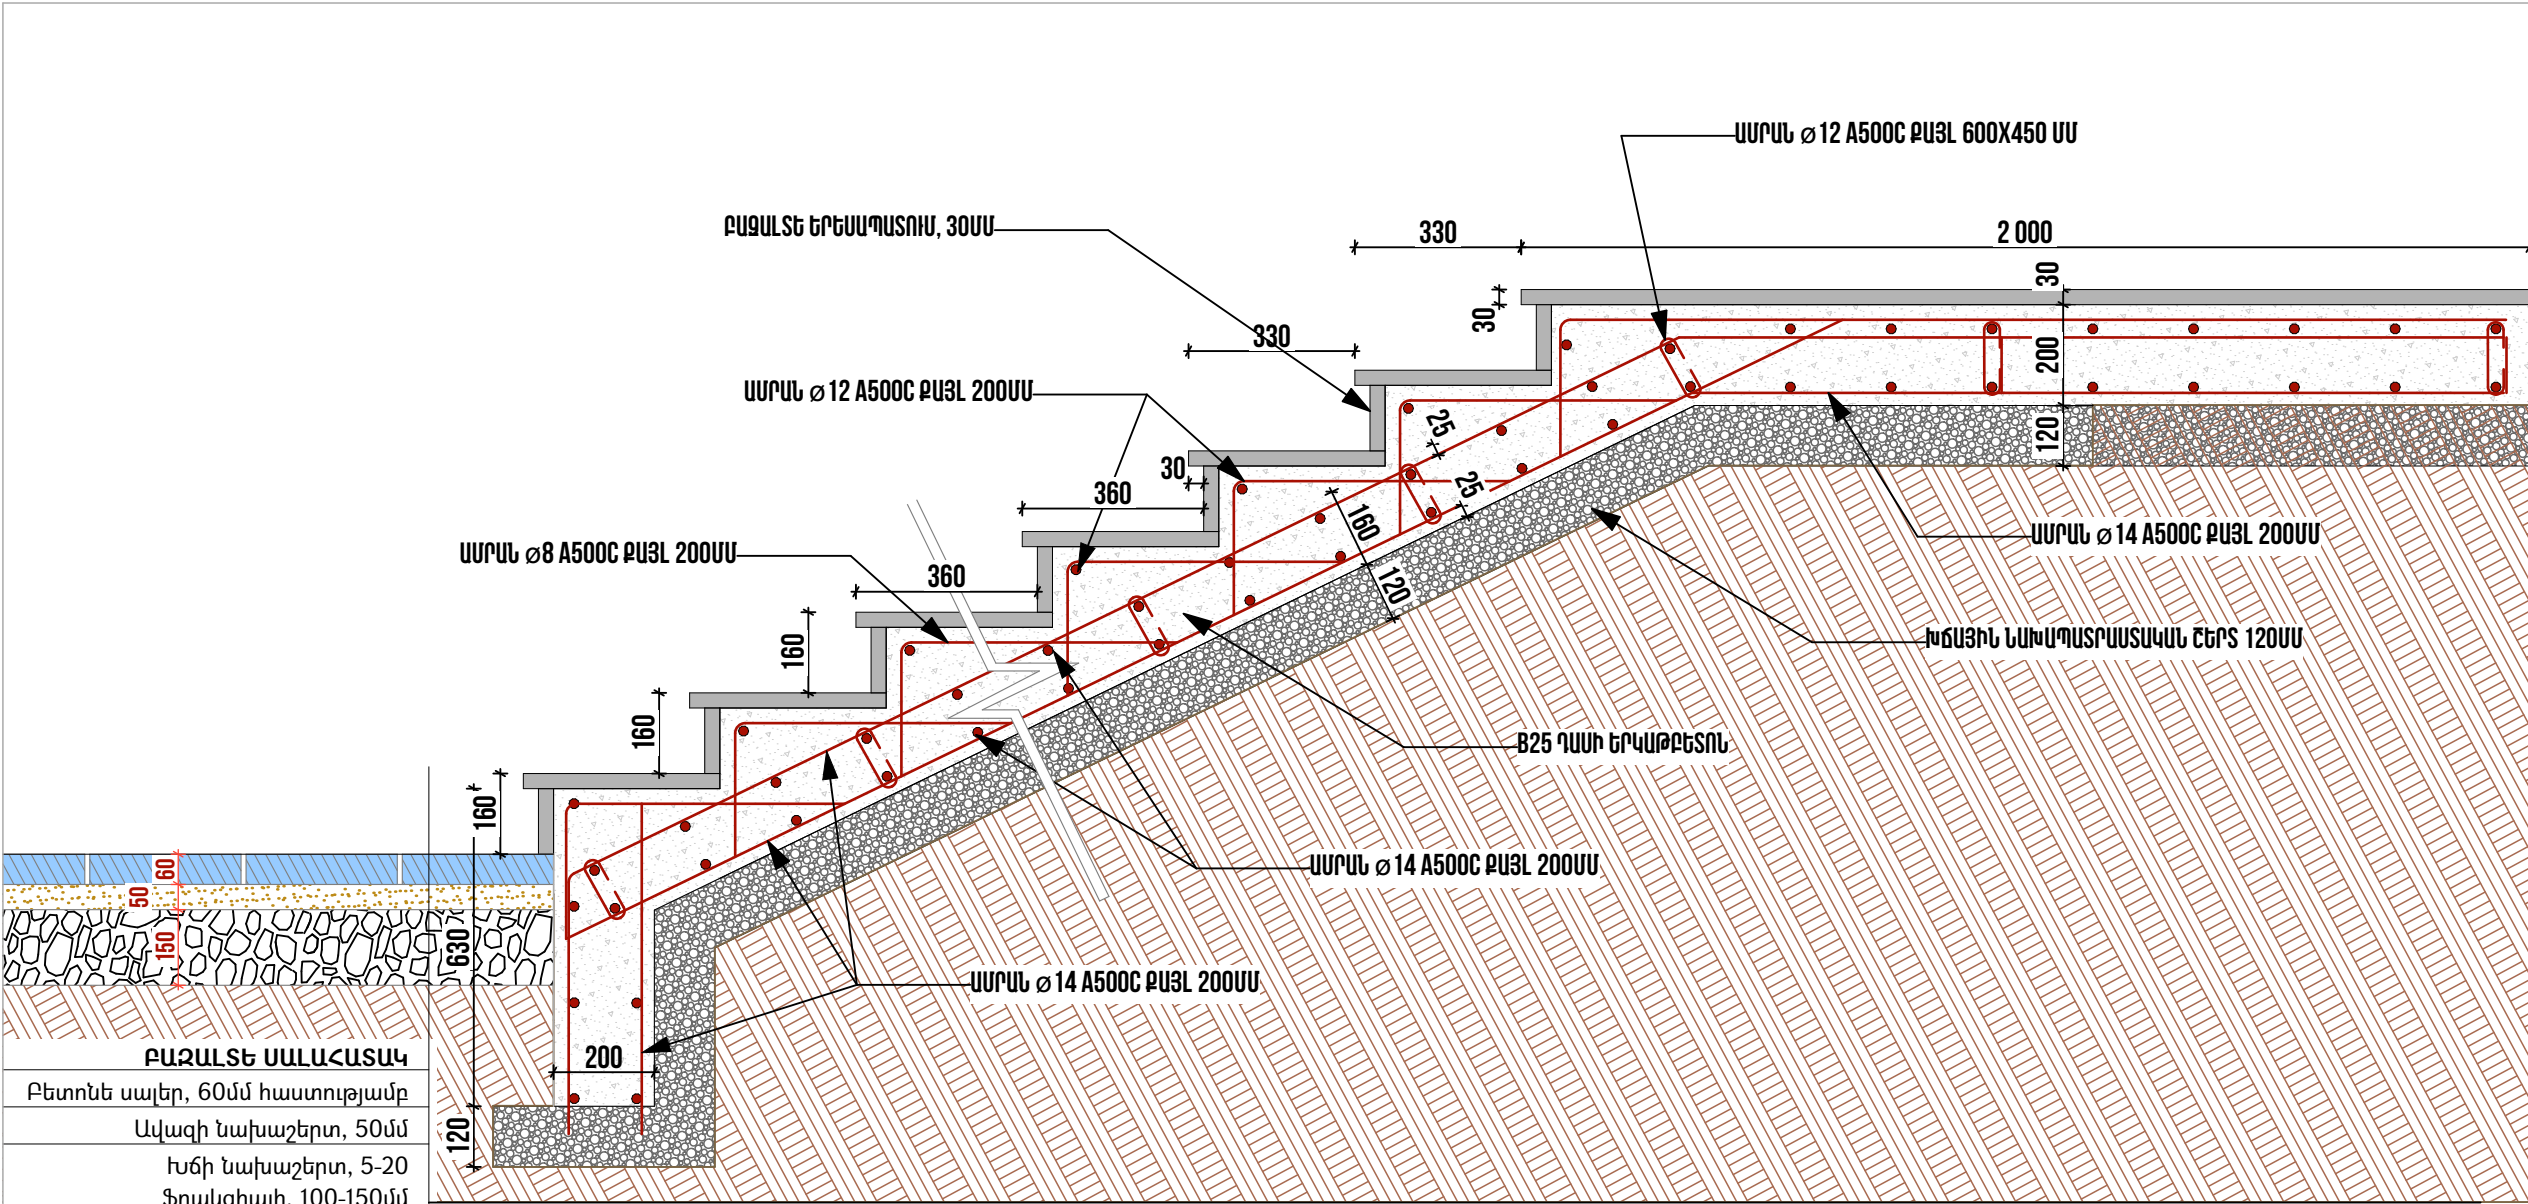 ԱՄՐԱՆ ⌀12 A500C ՔԱՅԼ 600X450 ՄՄ
ԲԱԶԱԼՏԵ ԵՐԵՍԱՊԱՏՈՒՄ, 30ՄՄ
330
2 000
30
30
330
200
ԱՄՐԱՆ ⌀12 A500C ՔԱՅԼ 200ՄՄ
25
120
30
25
360
160
ԱՄՐԱՆ ⌀14 A500C ՔԱՅԼ 200ՄՄ
ԱՄՐԱՆ ⌀8 A500C ՔԱՅԼ 200ՄՄ
360
120
160
ԽՃԱՅԻՆ ՆԱԽԱՊԱՏՐԱՍՏԱԿԱՆ ՇԵՐՏ 120ՄՄ
160
B25 ԴԱՍԻ ԵՐԿԱԹԲԵՏՈՆ
160
60
ԱՄՐԱՆ ⌀14 A500C ՔԱՅԼ 200ՄՄ
50
150
630
ԱՄՐԱՆ ⌀14 A500C ՔԱՅԼ 200ՄՄ
200
120
ԲԱԶԱԼՏԵ ՍԱԼԱՀԱՏԱԿ
Բետոնե սալեր, 60մմ հաստությամբ
Ավազի նախաշերտ, 50մմ
Խճի նախաշերտ, 5-20
ֆրակցիայի, 100-150մմ